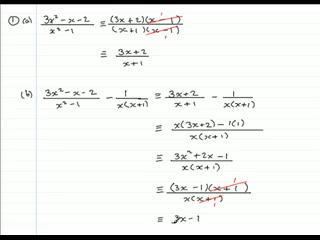 ① (a) (3x² - x - 2)/(x² - 1) ≡ ((3x + 2)(x - 1))/((x + 1)(x - 1))
≡ (3x + 2)/(x + 1)
(b) (3x² - x - 2)/(x² - 1) - 1/(x(x+1)) ≡ (3x + 2)/(x + 1) - 1/(x(x+1))
≡ (x(3x+2) - 1(1))/(x(x+1))
≡ (3x² + 2x - 1)/(x(x+1))
≡ ((3x - 1)(x + 1))/(x(x+1))
≡ 3x - 1